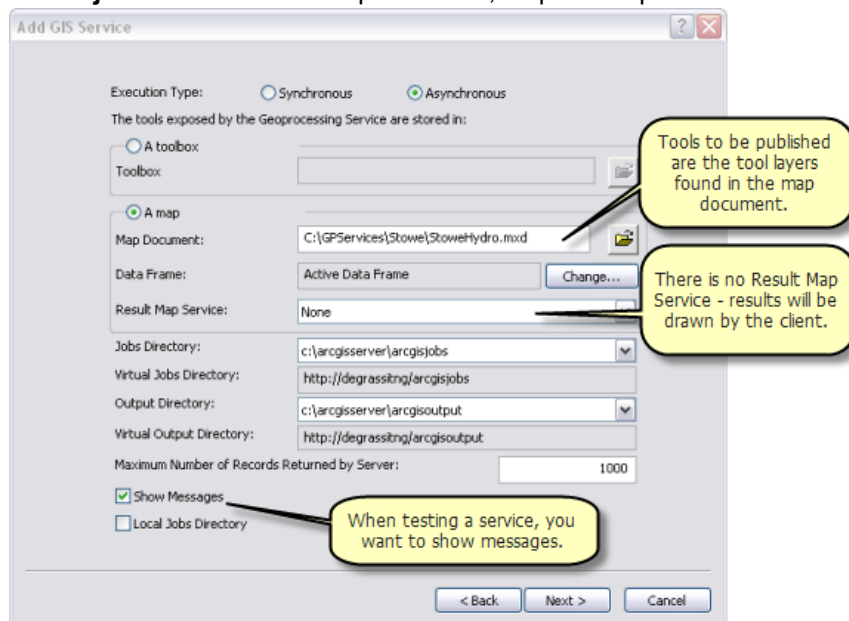 Add GIS Service
Execution Type: Synchronous Asynchronous
The tools exposed by the Geoprocessing Service are stored in:
A toolbox
Toolbox
A map
Map Document: C:\GPServices\Stowe\StoweHydro.mxd
Data Frame: Active Data Frame Change...
Result Map Service: None
Jobs Directory: c:\arcgisserver\arcgisjobs
Virtual Jobs Directory: http://degrassitng/arcgisjobs
Output Directory: c:\arcgisserver\arcgisoutput
Virtual Output Directory: http://degrassitng/arcgisoutput
Maximum Number of Records Returned by Server: 1000
Show Messages
Local Jobs Directory
< Back Next > Cancel
Tools to be published
are the tool layers
found in the map
document.
There is no Result Map
Service - results will be
drawn by the client.
When testing a service, you
want to show messages.